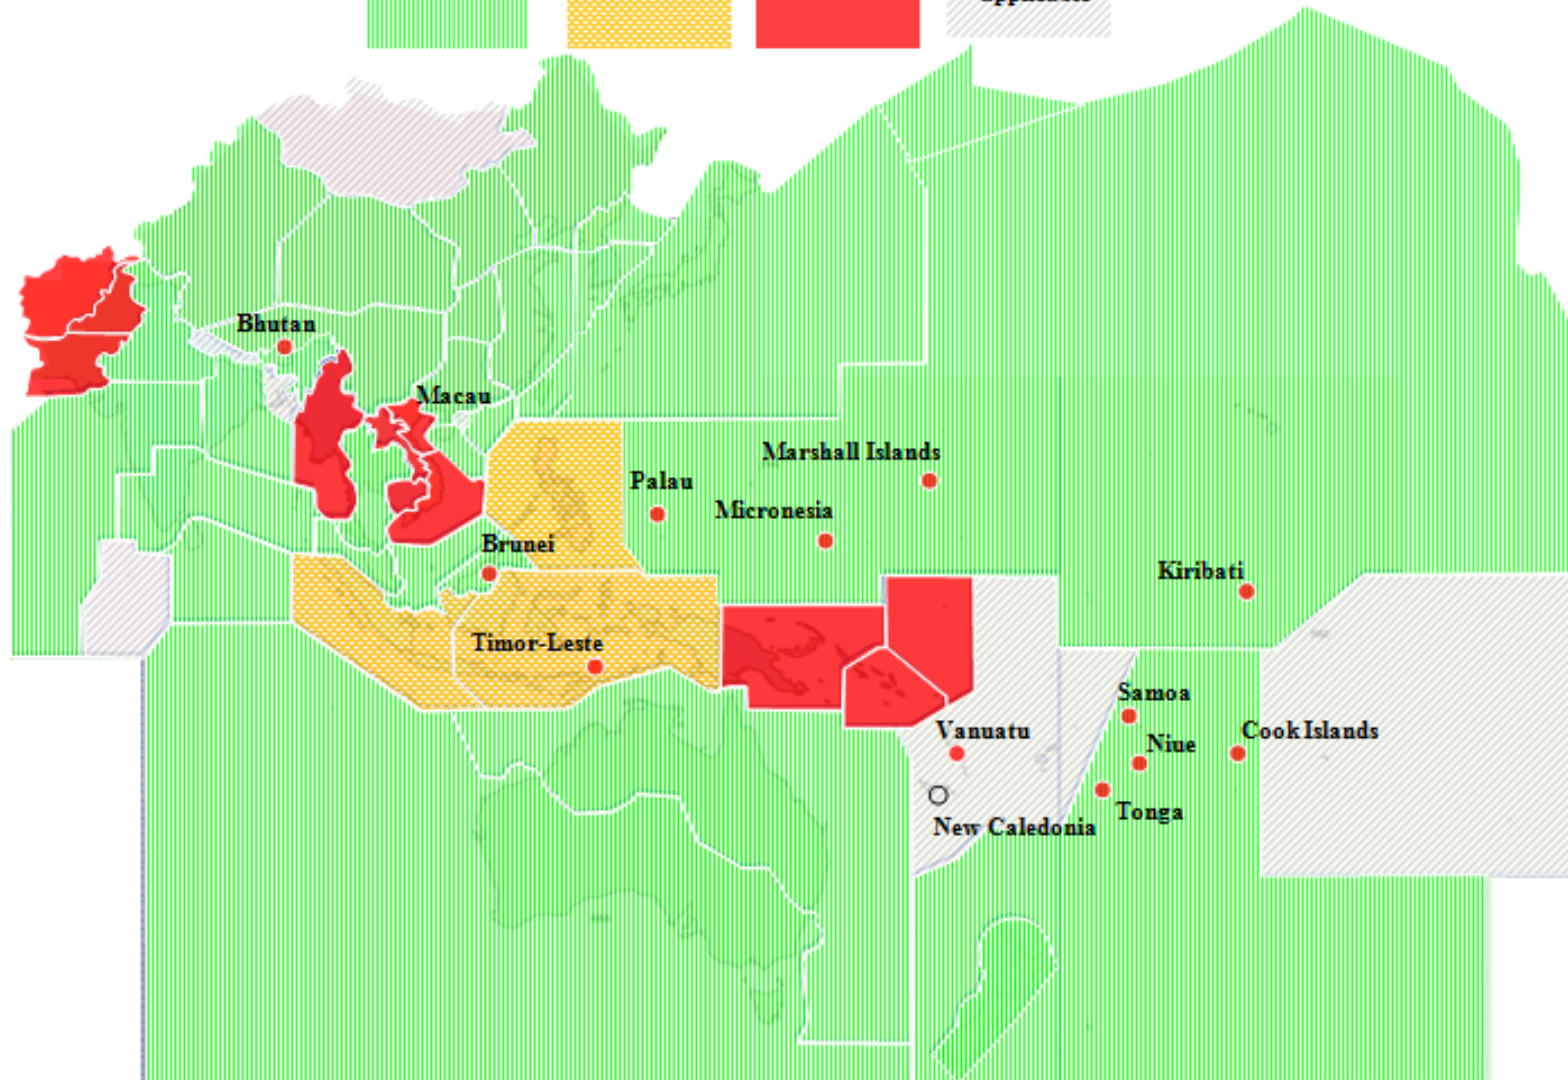 Bhutan
Macau
Marshall Islands
Palau
Micronesia
Brunei
Kiribati
Timor-Leste
Samoa
Vanuatu
Cook Islands
Niue
Tonga
New Caledonia